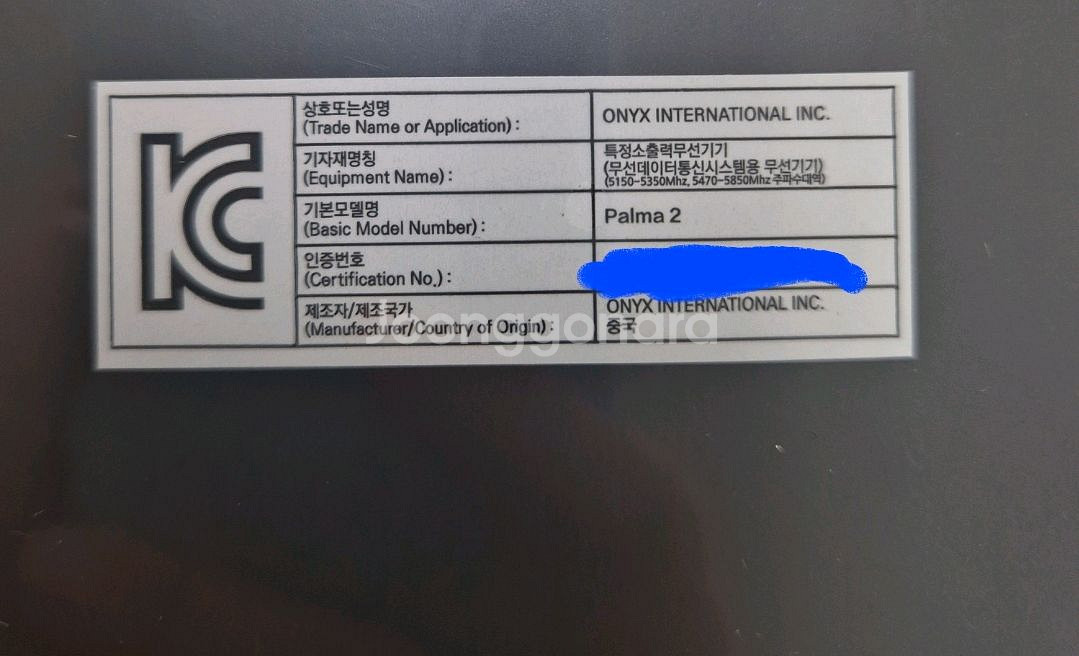 상호또는성명
(Trade Name or Application) :
ONYX INTERNATIONAL INC.
기자재명칭
(Equipment Name) :
특정소출력무선기기
(무선데이터통신시스템용 무선기기)
(5150-5350Mhz, 5470-5850Mhz 주파수대역)
기본모델명
(Basic Model Number) :
Palma 2
인증번호
(Certification No.) :
제조자/제조국가
(Manufacturer/Country of Origin) :
ONYX INTERNATIONAL INC.
중국
Joonggonara